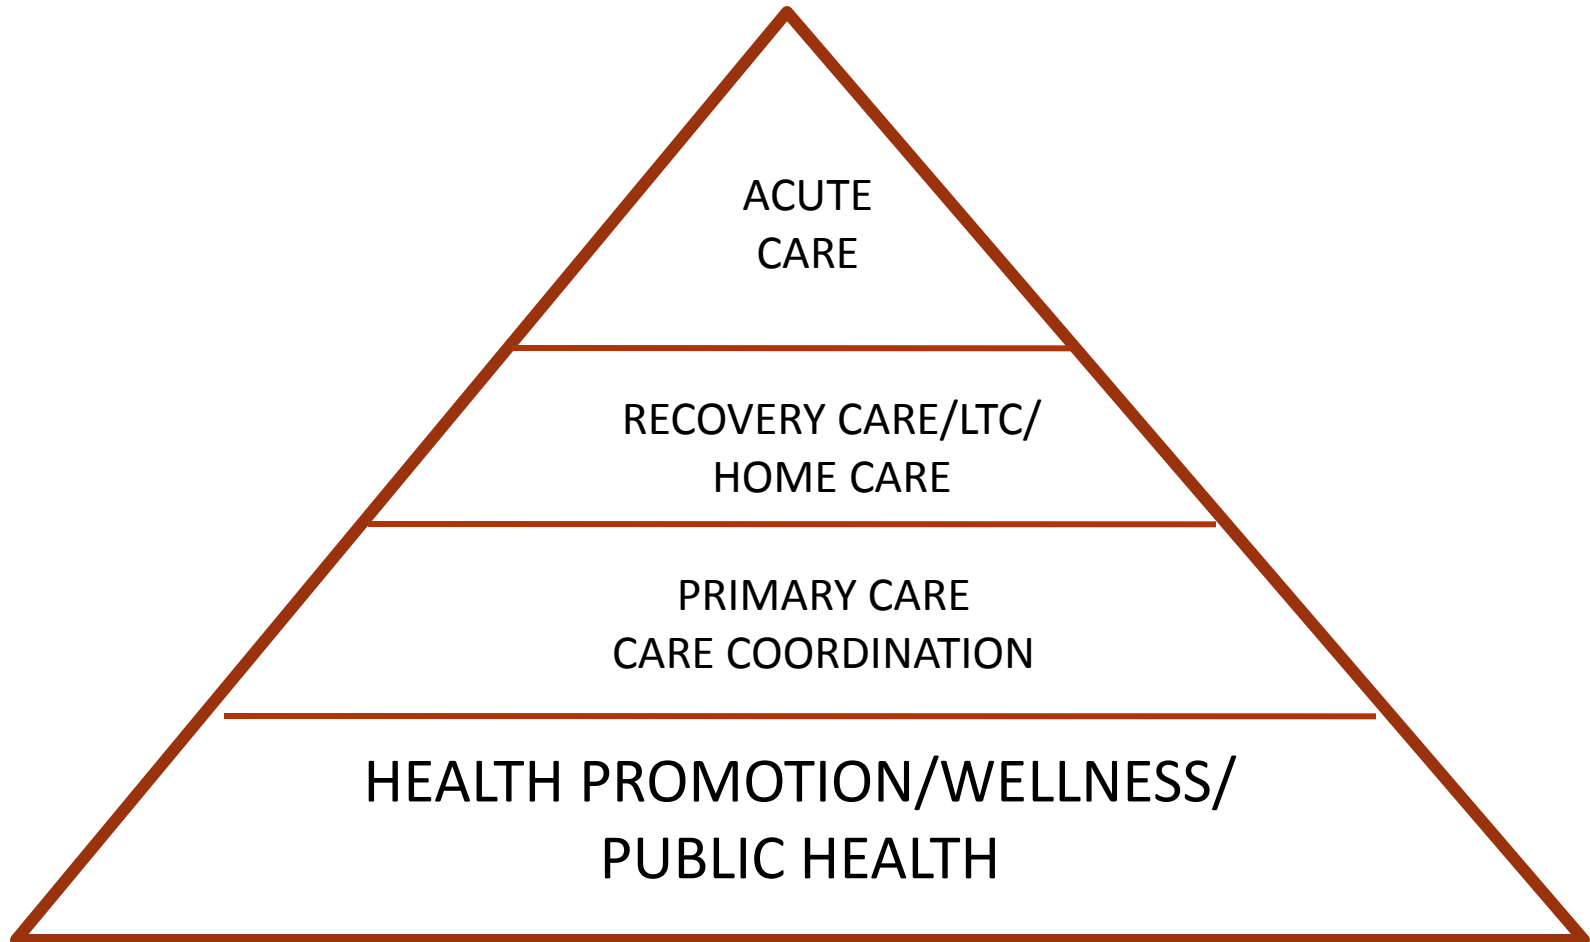 ACUTE
CARE
RECOVERY CARE/LTC/
HOME CARE
PRIMARY CARE
CARE COORDINATION
HEALTH PROMOTION/WELLNESS/
PUBLIC HEALTH